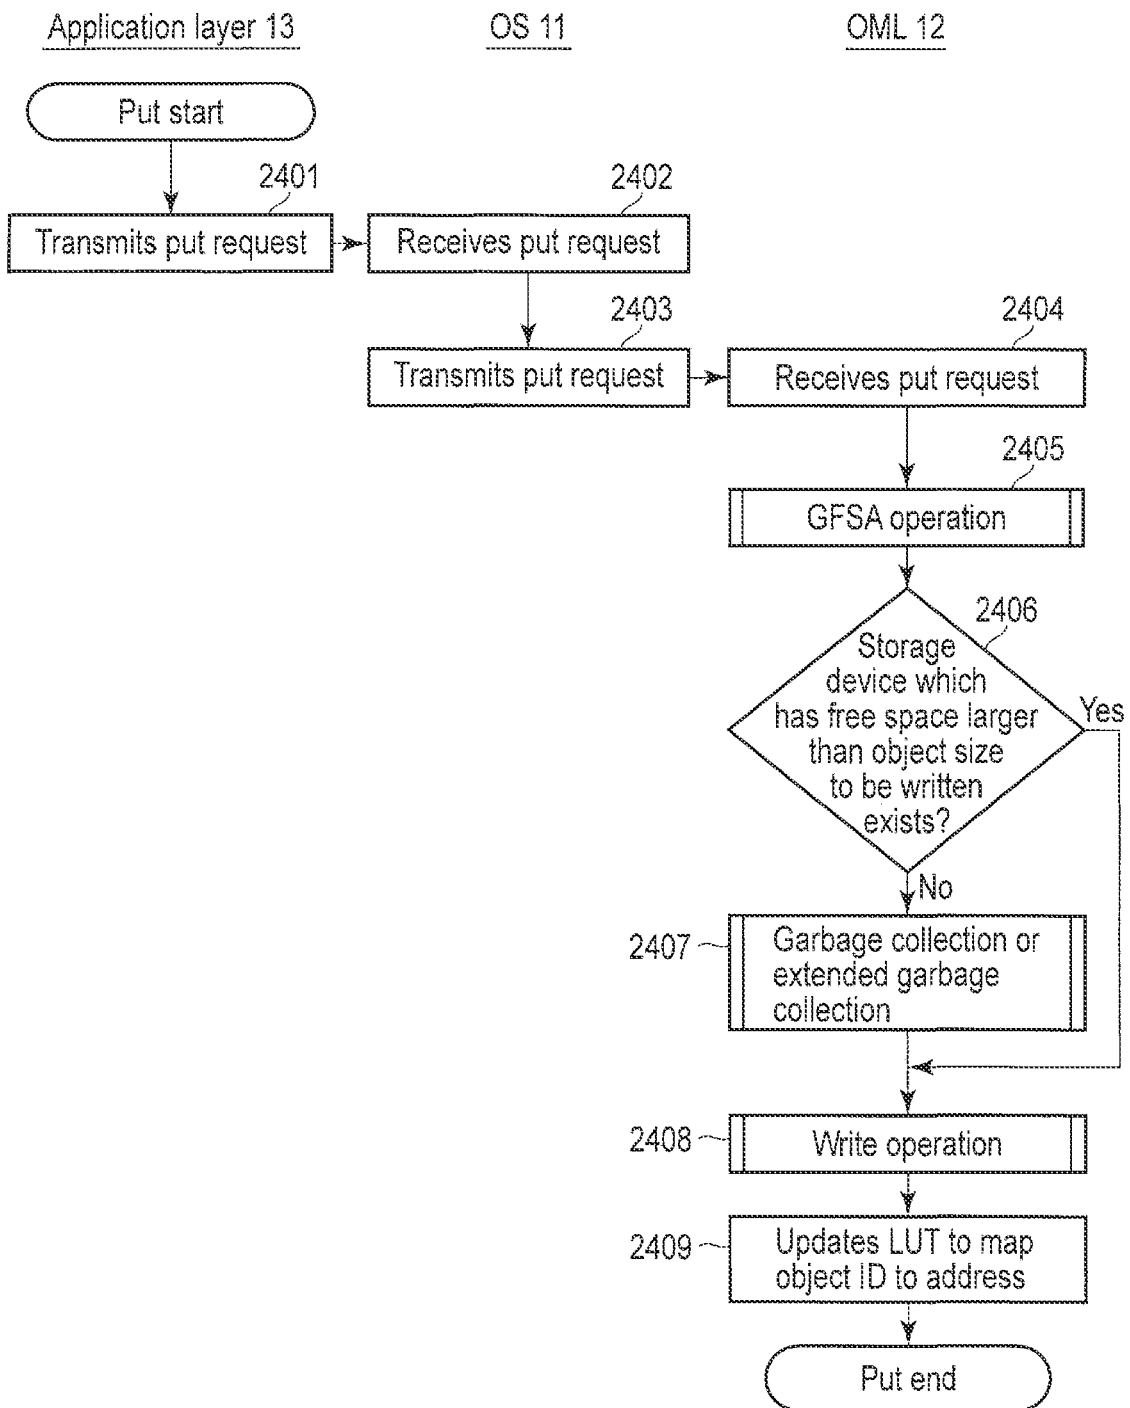 Application layer 13
OS 11
OML 12
Put start
2401
Transmits put request
2402
Receives put request
2403
Transmits put request
2404
Receives put request
2405
GFSA operation
2406
Storage
device which
has free space larger
than object size
to be written
exists?
Yes
No
2407
Garbage collection or
extended garbage
collection
2408
Write operation
2409
Updates LUT to map
object ID to address
Put end